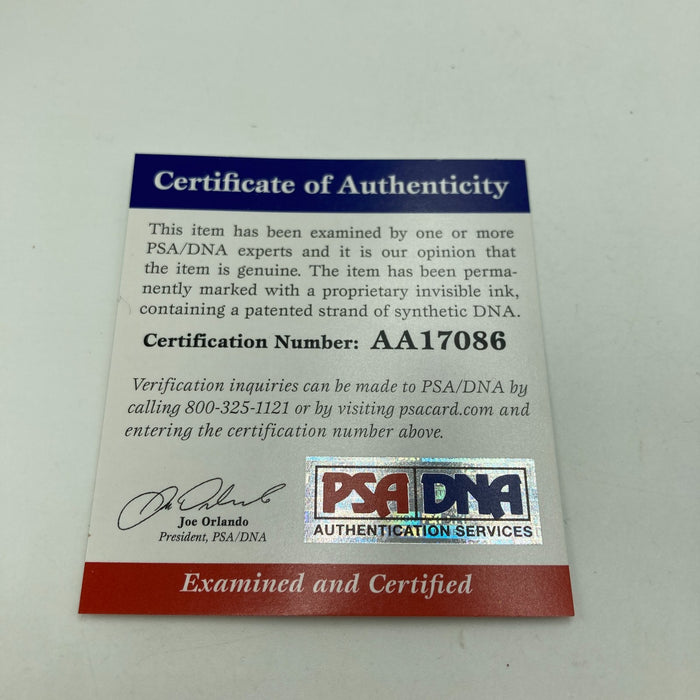 Certificate of Authenticity
This item has been examined by one or more
PSA/DNA experts and it is our opinion that
the item is genuine. The item has been perma-
nently marked with a proprietary invisible ink,
containing a patented strand of synthetic DNA.
Certification Number: AA17086
Verification inquiries can be made to PSA/DNA by
calling 800-325-1121 or by visiting psacard.com and
entering the certification number above.
Joe Orlando
Joe Orlando
President, PSA/DNA
PSA DNA
AUTHENTICATION SERVICES
Examined and Certified